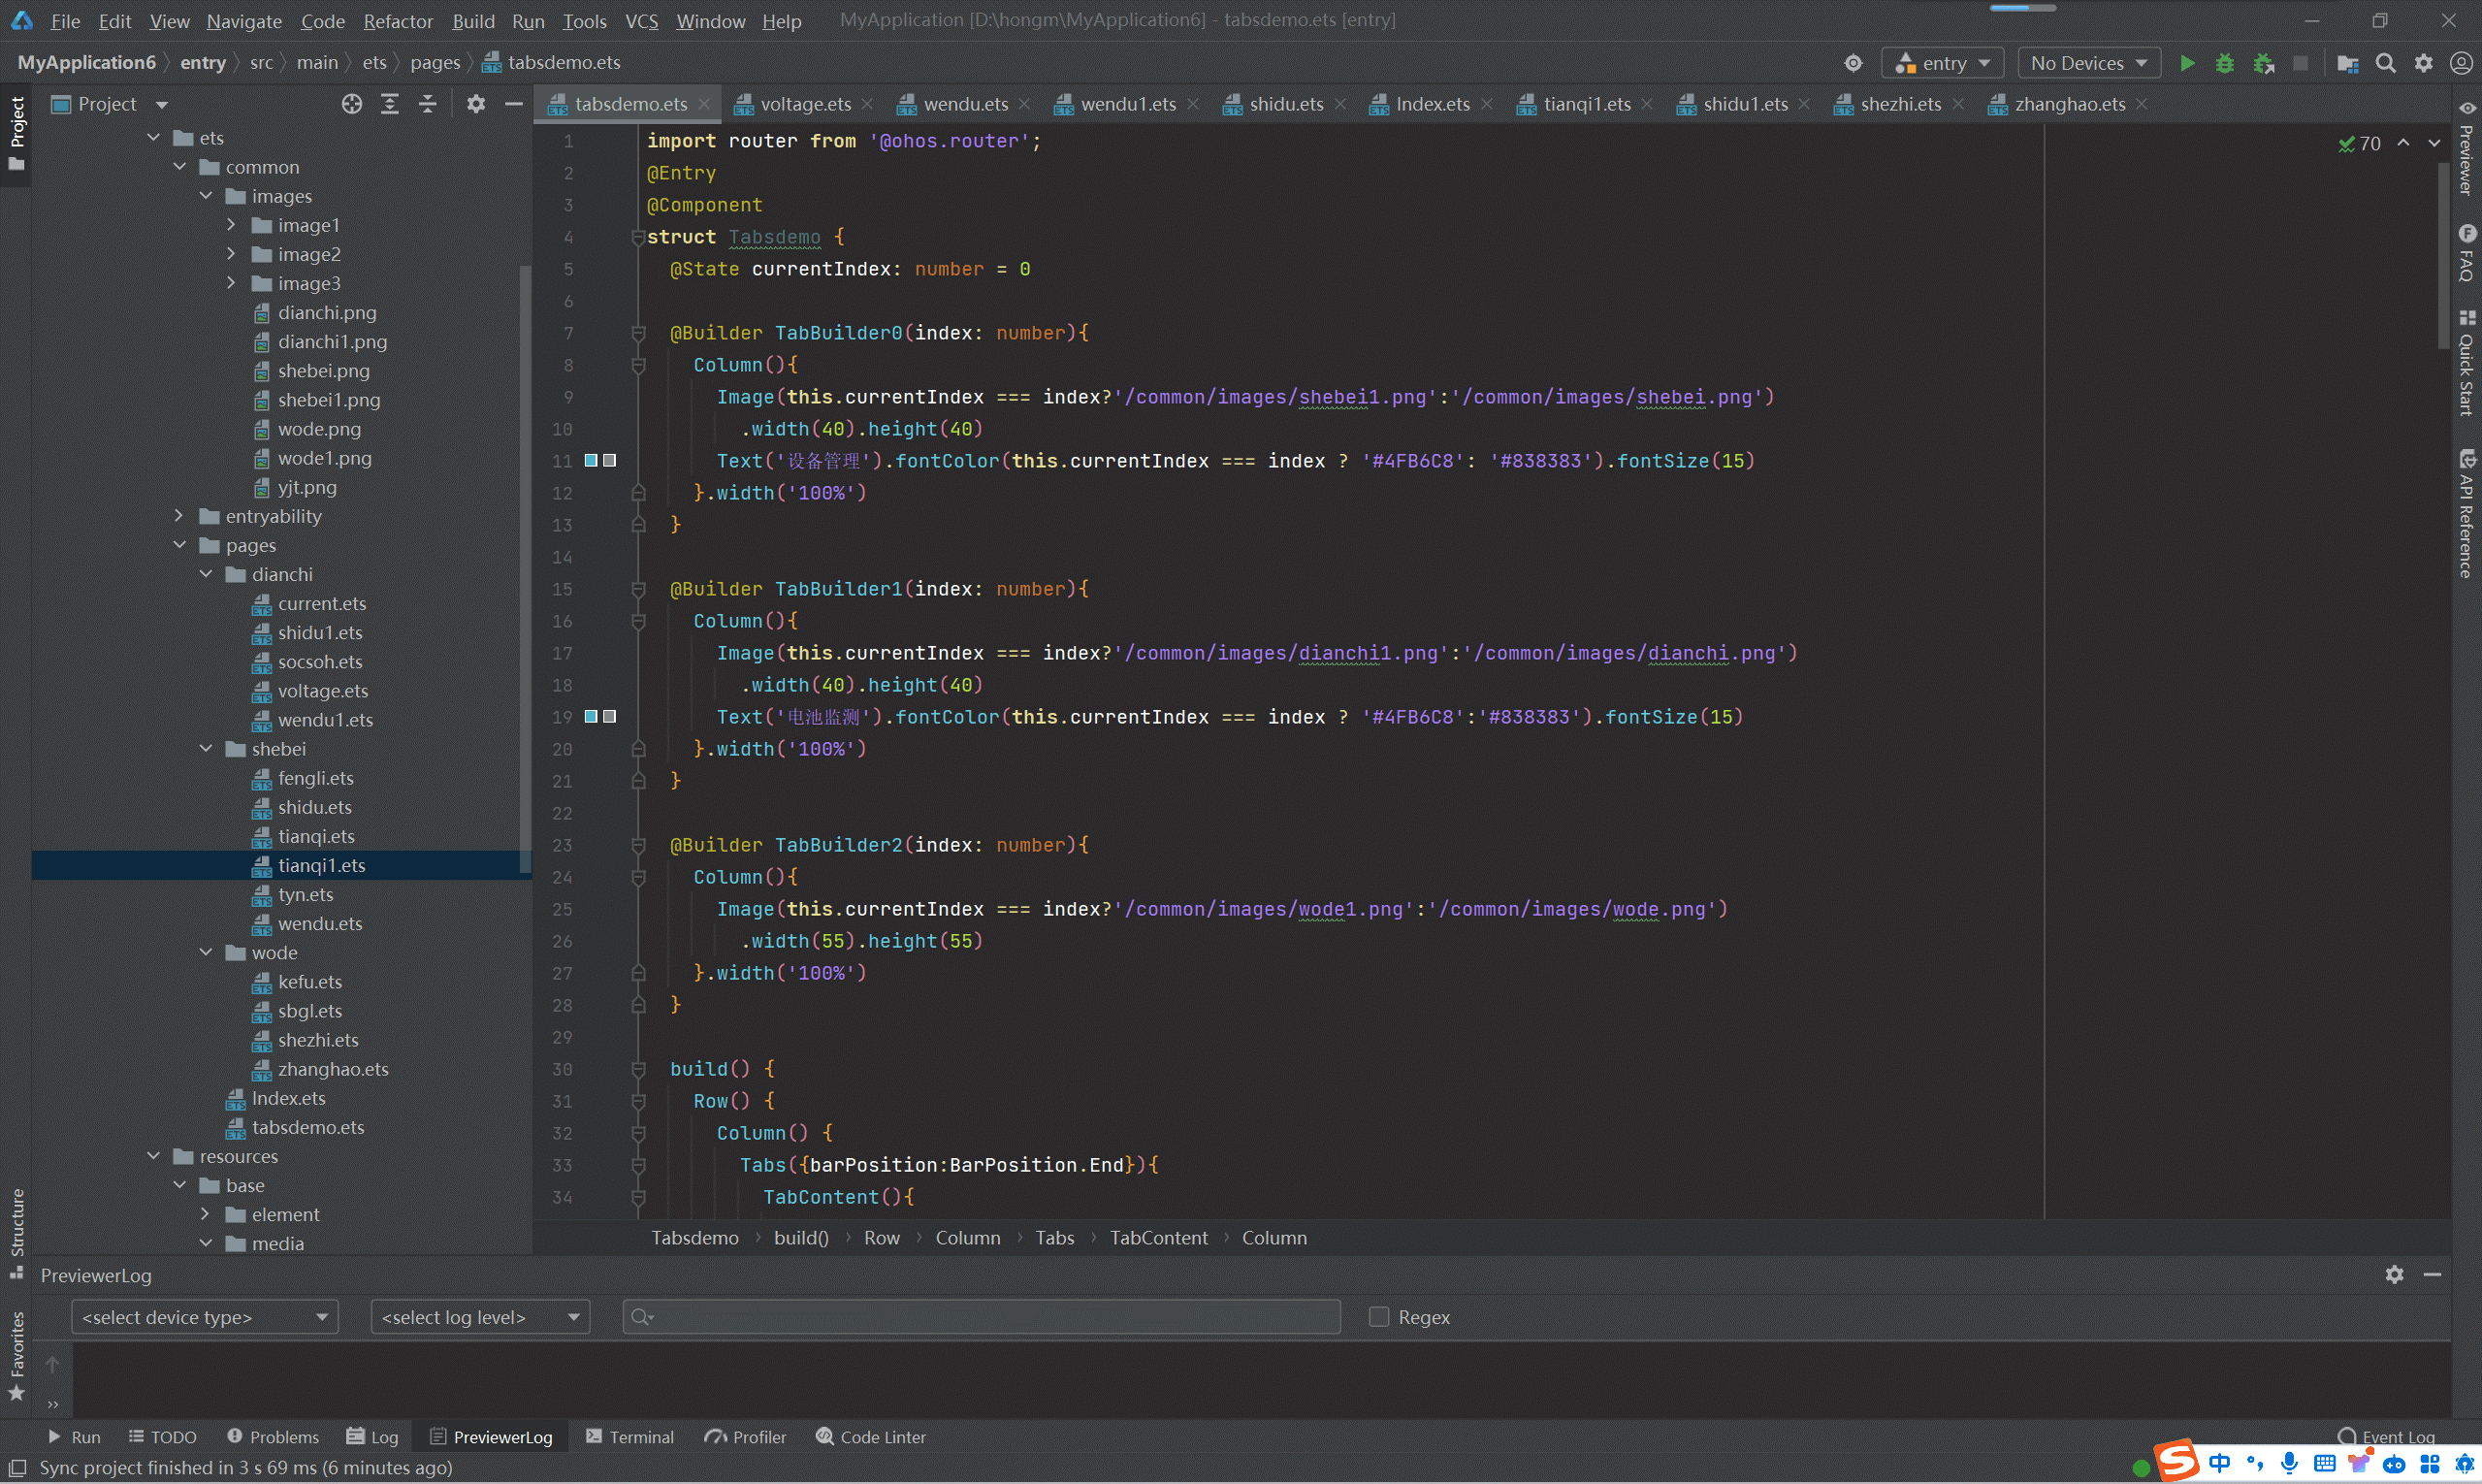 File Edit View Navigate Code Refactor Build Run Tools VCS Window Help MyApplication [D:\hongm\MyApplication6] - tabsdemo.ets [entry]
MyApplication6 entry src main ets pages tabsdemo.ets entry No Devices
Project
tabsdemo.ets voltage.ets wendu.ets wendu1.ets shidu.ets Index.ets tianqi1.ets shidu1.ets shezhi.ets zhanghao.ets
ets
common
images
image1
image2
image3
dianchi.png
dianchi1.png
shebei.png
shebei1.png
wode.png
wode1.png
yjt.png
entryability
pages
dianchi
current.ets
shidu1.ets
socsoh.ets
voltage.ets
wendu1.ets
shebei
fengli.ets
shidu.ets
tianqi.ets
tianqi1.ets
tyn.ets
wendu.ets
wode
kefu.ets
sbgl.ets
shezhi.ets
zhanghao.ets
Index.ets
tabsdemo.ets
resources
base
element
media
1 import router from '@ohos.router';
2 @Entry
3 @Component
4 struct Tabsdemo {
5 @State currentIndex: number = 0
6
7 @Builder TabBuilder0(index: number){
8 Column(){
9 Image(this.currentIndex === index?'/common/images/shebei1.png':'/common/images/shebei.png')
10 .width(40).height(40)
11 Text('设备管理').fontColor(this.currentIndex === index ? '#4FB6C8': '#838383').fontSize(15)
12 }.width('100%')
13 }
14
15 @Builder TabBuilder1(index: number){
16 Column(){
17 Image(this.currentIndex === index?'/common/images/dianchi1.png':'/common/images/dianchi.png')
18 .width(40).height(40)
19 Text('电池监测').fontColor(this.currentIndex === index ? '#4FB6C8':'#838383').fontSize(15)
20 }.width('100%')
21 }
22
23 @Builder TabBuilder2(index: number){
24 Column(){
25 Image(this.currentIndex === index?'/common/images/wode1.png':'/common/images/wode.png')
26 .width(55).height(55)
27 }.width('100%')
28 }
29
30 build() {
31 Row() {
32 Column() {
33 Tabs({barPosition:BarPosition.End}){
34 TabContent(){
70
Tabsdemo build() Row Column Tabs TabContent Column
Project
Structure
Favorites
Previewer
FAQ
Quick Start
API Reference
PreviewerLog
<select device type> <select log level> Regex
Run TODO Problems Log PreviewerLog Terminal Profiler Code Linter Event Log
Sync project finished in 3 s 69 ms (6 minutes ago)
S 中